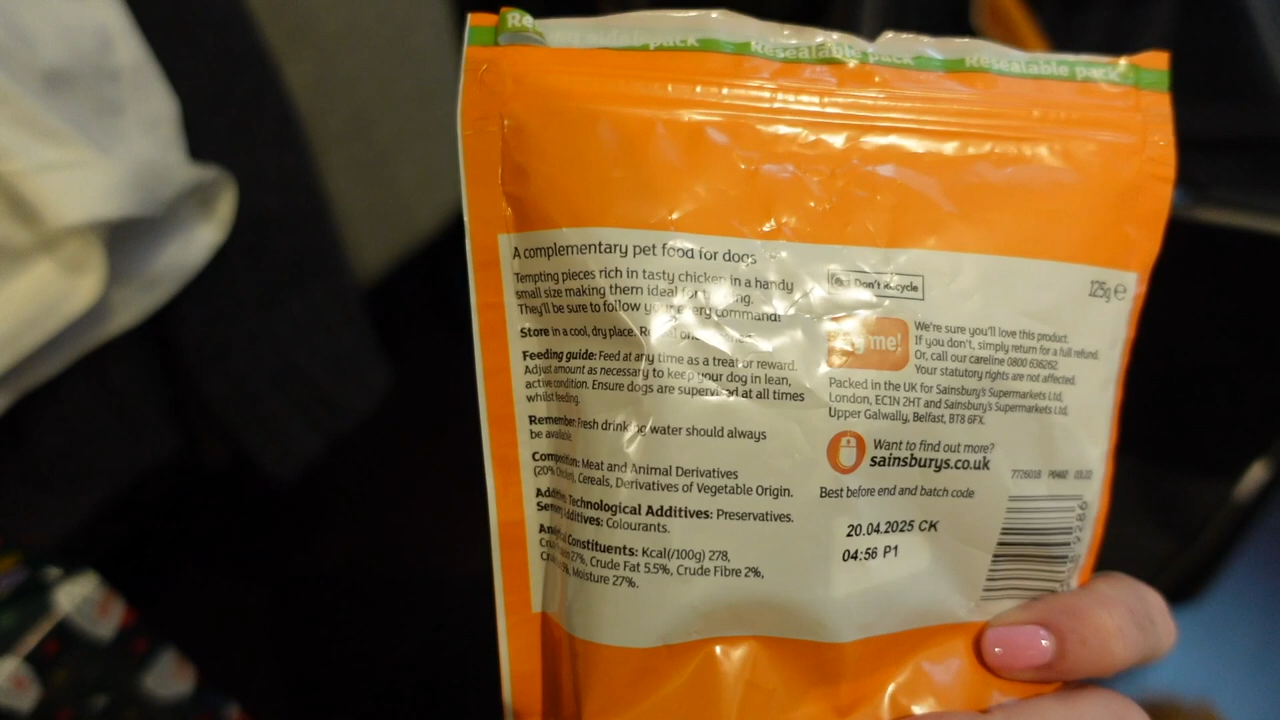 Resealable pack
Resealable pack
A complementary pet food for dogs
Tempting pieces rich in tasty chicken in a handy
small size making them ideal for
They'll be sure to follow your every command!
Store in a cool, dry place.
Feeding guide: Feed at any time as a treat or reward.
Adjust amount as necessary to keep your dog in lean,
active condition. Ensure dogs are supervised at all times
whilst feeding.
Remember: Fresh drinking water should always
be available.
Composition: Meat and Animal Derivatives
(20% Chicken), Cereals, Derivatives of Vegetable Origin.
Technological Additives: Preservatives.
Colourants.
Constituents: Kcal(/100g) 278,
27%, Crude Fat 5.5%, Crude Fibre 2%,
Moisture 27%.
Don't Recycle
125g e
me!
We're sure you'll love this product.
If you don't, simply return for a full refund.
Or, call our careline 0800 636262.
Your statutory rights are not affected.
Packed in the UK for Sainsbury's Supermarkets Ltd,
London, EC1N 2HT and Sainsbury's Supermarkets Ltd,
Upper Galwally, Belfast, BT8 6FX.
Want to find out more?
sainsburys.co.uk
Best before end and batch code
20.04.2025 CK
04:56 P1